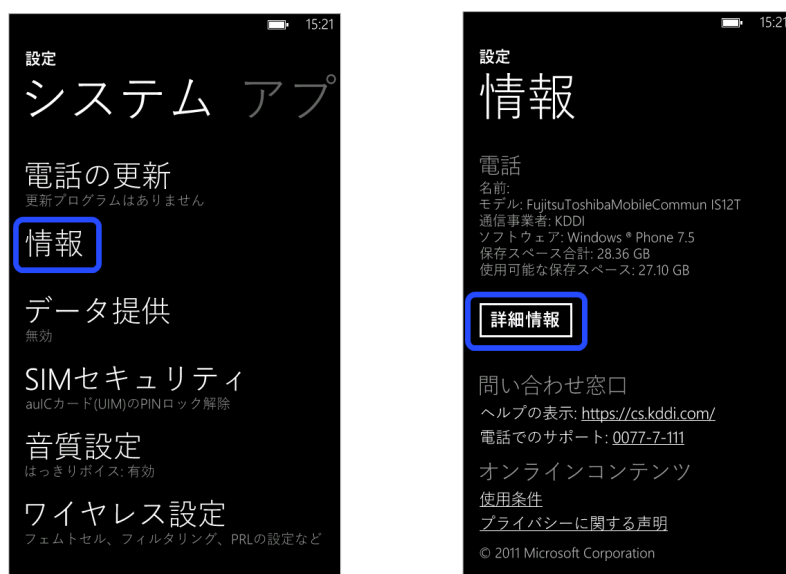 15:21
設定
システム アプ
電話の更新
更新プログラムはありません
情報
データ提供
無効
SIMセキュリティ
auICカード(UIM)のPINロック解除
音質設定
はっきりボイス: 有効
ワイヤレス設定
フェムトセル、フィルタリング、PRLの設定など
15:21
設定
情報
電話
名前:
モデル: FujitsuToshibaMobileCommun IS12T
通信事業者: KDDI
ソフトウェア: Windows ® Phone 7.5
保存スペース合計: 28.36 GB
使用可能な保存スペース: 27.10 GB
詳細情報
問い合わせ窓口
ヘルプの表示: https://cs.kddi.com/
電話でのサポート: 0077-7-111
オンラインコンテンツ
使用条件
プライバシーに関する声明
© 2011 Microsoft Corporation